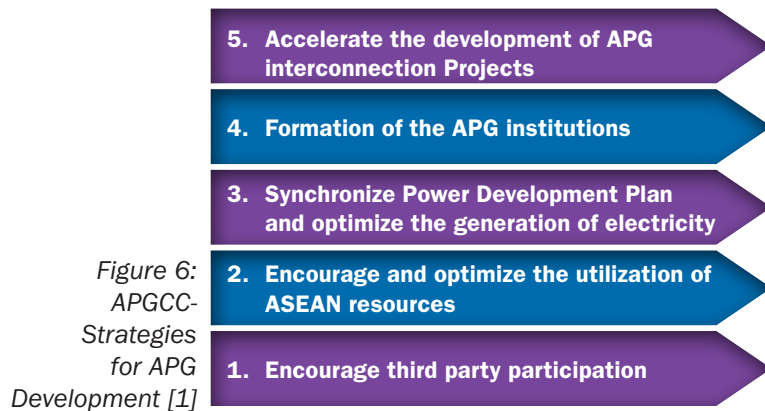 5. Accelerate the development of APG
interconnection Projects
4. Formation of the APG institutions
3. Synchronize Power Development Plan
and optimize the generation of electricity
2. Encourage and optimize the utilization of
ASEAN resources
1. Encourage third party participation
Figure 6:
APGCC-
Strategies
for APG
Development [1]